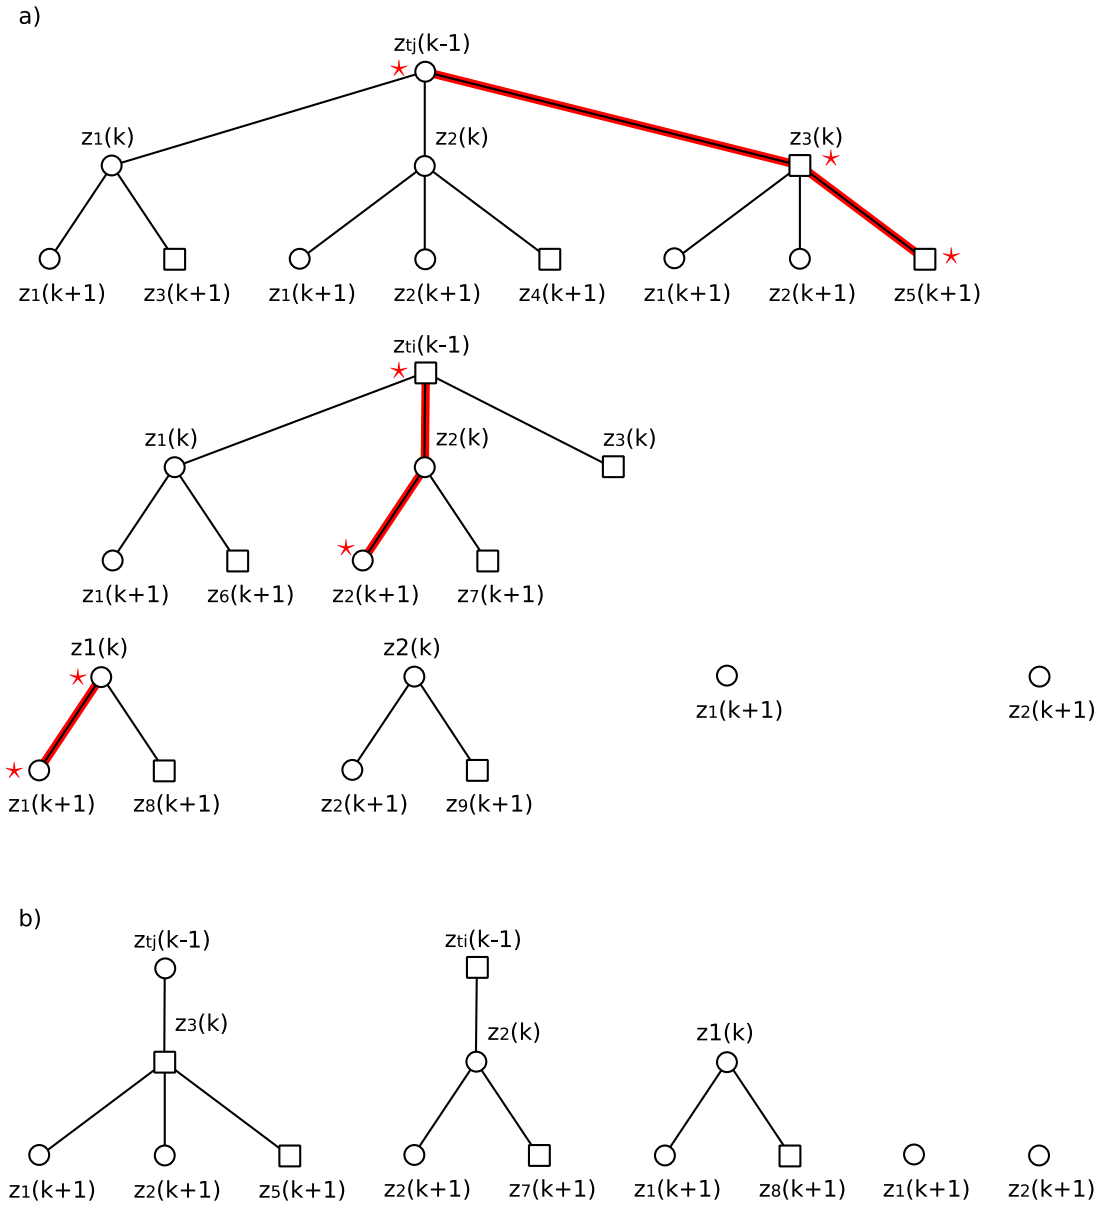 a)
ztj(k-1)
z1(k) z2(k) z3(k)
z1(k+1) z3(k+1) z1(k+1) z2(k+1) z4(k+1) z1(k+1) z2(k+1) z5(k+1)
zti(k-1)
z1(k) z2(k) z3(k)
z1(k+1) z6(k+1) z2(k+1) z7(k+1)
z1(k) z2(k)
z1(k+1) z2(k+1)
z1(k+1) z8(k+1) z2(k+1) z9(k+1)
b)
ztj(k-1) zti(k-1)
z3(k) z2(k) z1(k)
z1(k+1) z2(k+1) z5(k+1) z2(k+1) z7(k+1) z1(k+1) z8(k+1) z1(k+1) z2(k+1)